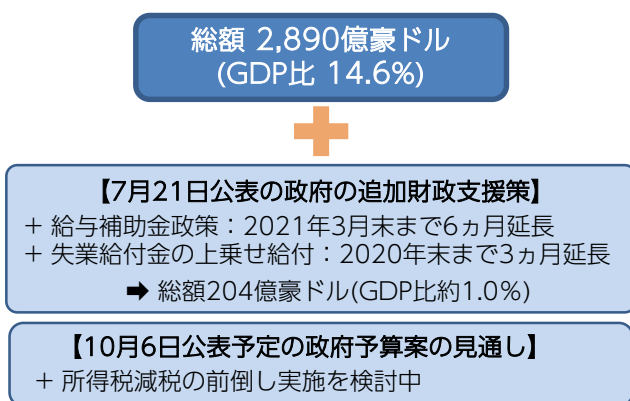 総額 2,890億豪ドル
(GDP比 14.6%)
【7月21日公表の政府の追加財政支援策】
+ 給与補助金政策：2021年3月末まで6ヵ月延長
+ 失業給付金の上乗せ給付：2020年末まで3ヵ月延長
➡ 総額204億豪ドル(GDP比約1.0%)
【10月6日公表予定の政府予算案の見通し】
+ 所得税減税の前倒し実施を検討中